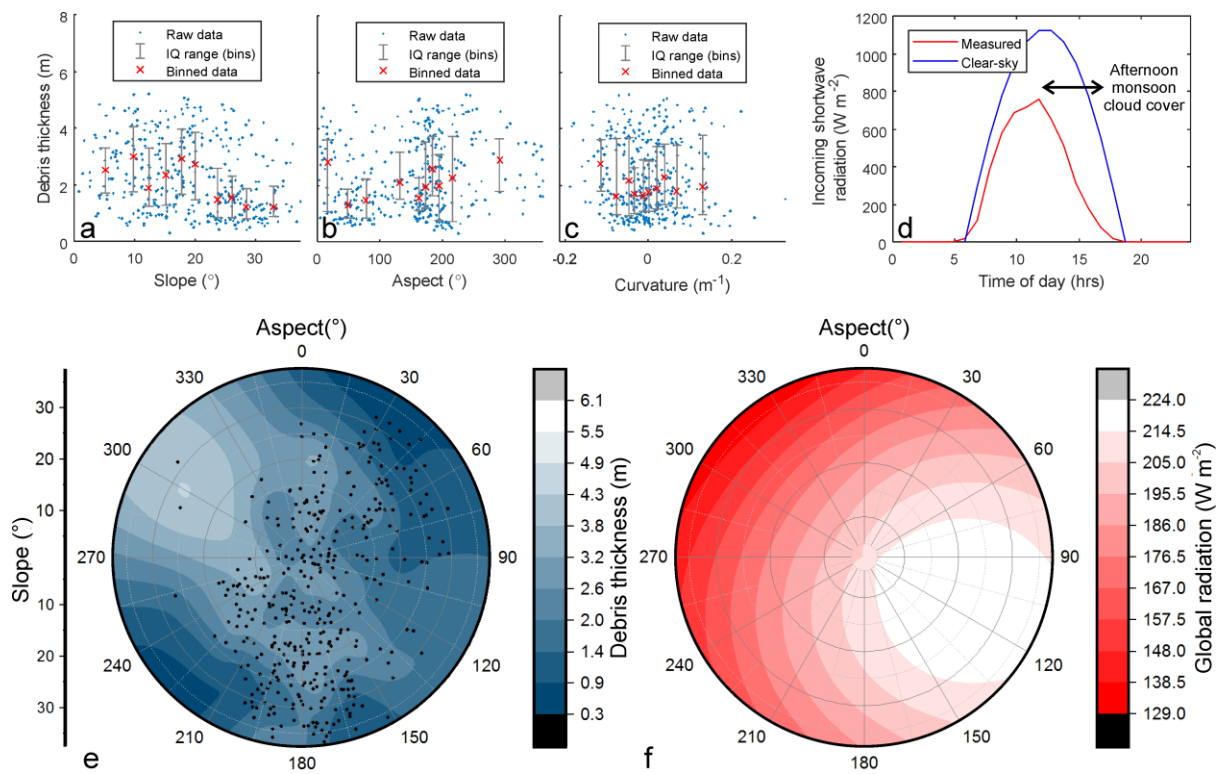 8
6
4
2
0
Debris thickness (m)
Raw data
IQ range (bins)
Binned data
a
0
10
20
30
Slope (°)
Raw data
IQ range (bins)
Binned data
b
0
100
200
300
Aspect (°)
Raw data
IQ range (bins)
Binned data
c
-0.2
0
0.2
Curvature (m-1)
1200
1000
800
600
400
200
0
Incoming shortwave
radiation (W m-2)
Measured
Clear-sky
Afternoon
monsoon
cloud cover
d
0
5
10
15
20
Time of day (hrs)
Aspect(°)
0
30
60
90
120
150
180
210
240
270
300
330
30
20
10
0
10
20
30
Slope (°)
6.1
5.5
4.9
4.3
3.8
3.2
2.6
2.0
1.4
0.9
0.3
Debris thickness (m)
e
Aspect(°)
0
30
60
90
120
150
180
210
240
270
300
330
224.0
214.5
205.0
195.5
186.0
176.5
167.0
157.5
148.0
138.5
129.0
Global radiation (W m-2)
f